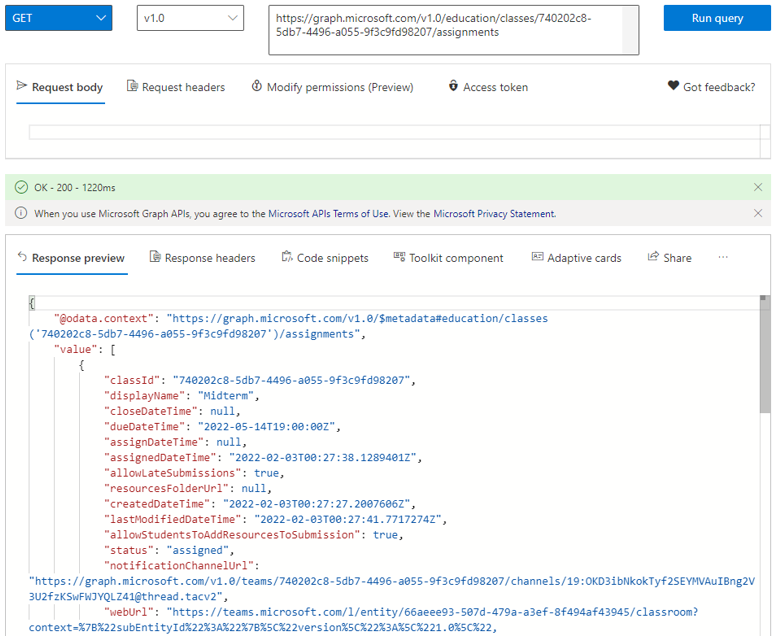 GET
v1.0
https://graph.microsoft.com/v1.0/education/classes/740202c8-
5db7-4496-a055-9f3c9fd98207/assignments
Run query
Request body
Request headers
Modify permissions (Preview)
Access token
Got feedback?
OK - 200 - 1220ms
When you use Microsoft Graph APIs, you agree to the Microsoft APIs Terms of Use. View the Microsoft Privacy Statement.
Response preview
Response headers
Code snippets
Toolkit component
Adaptive cards
Share
...
{
"@odata.context": "https://graph.microsoft.com/v1.0/$metadata#education/classes
('740202c8-5db7-4496-a055-9f3c9fd98207')/assignments",
"value": [
{
"classId": "740202c8-5db7-4496-a055-9f3c9fd98207",
"displayName": "Midterm",
"closeDateTime": null,
"dueDateTime": "2022-05-14T19:00:00Z",
"assignDateTime": null,
"assignedDateTime": "2022-02-03T00:27:38.1289401Z",
"allowLateSubmissions": true,
"resourcesFolderUrl": null,
"createdDateTime": "2022-02-03T00:27:27.2007606Z",
"lastModifiedDateTime": "2022-02-03T00:27:41.7717274Z",
"allowStudentsToAddResourcesToSubmission": true,
"status": "assigned",
"notificationChannelUrl":
"https://graph.microsoft.com/v1.0/teams/740202c8-5db7-4496-a055-9f3c9fd98207/channels/19:OKD3ibNkokTyf2SEYMVAuIBng2V
3U2fzKSwFWJYQLZ41@thread.tacv2",
"webUrl": "https://teams.microsoft.com/l/entity/66aeee93-507d-479a-a3ef-8f494af43945/classroom?
context=%7B%22subEntityId%22%3A%22%7B%5C%22version%5C%22%3A%5C%221.0%5C%22,